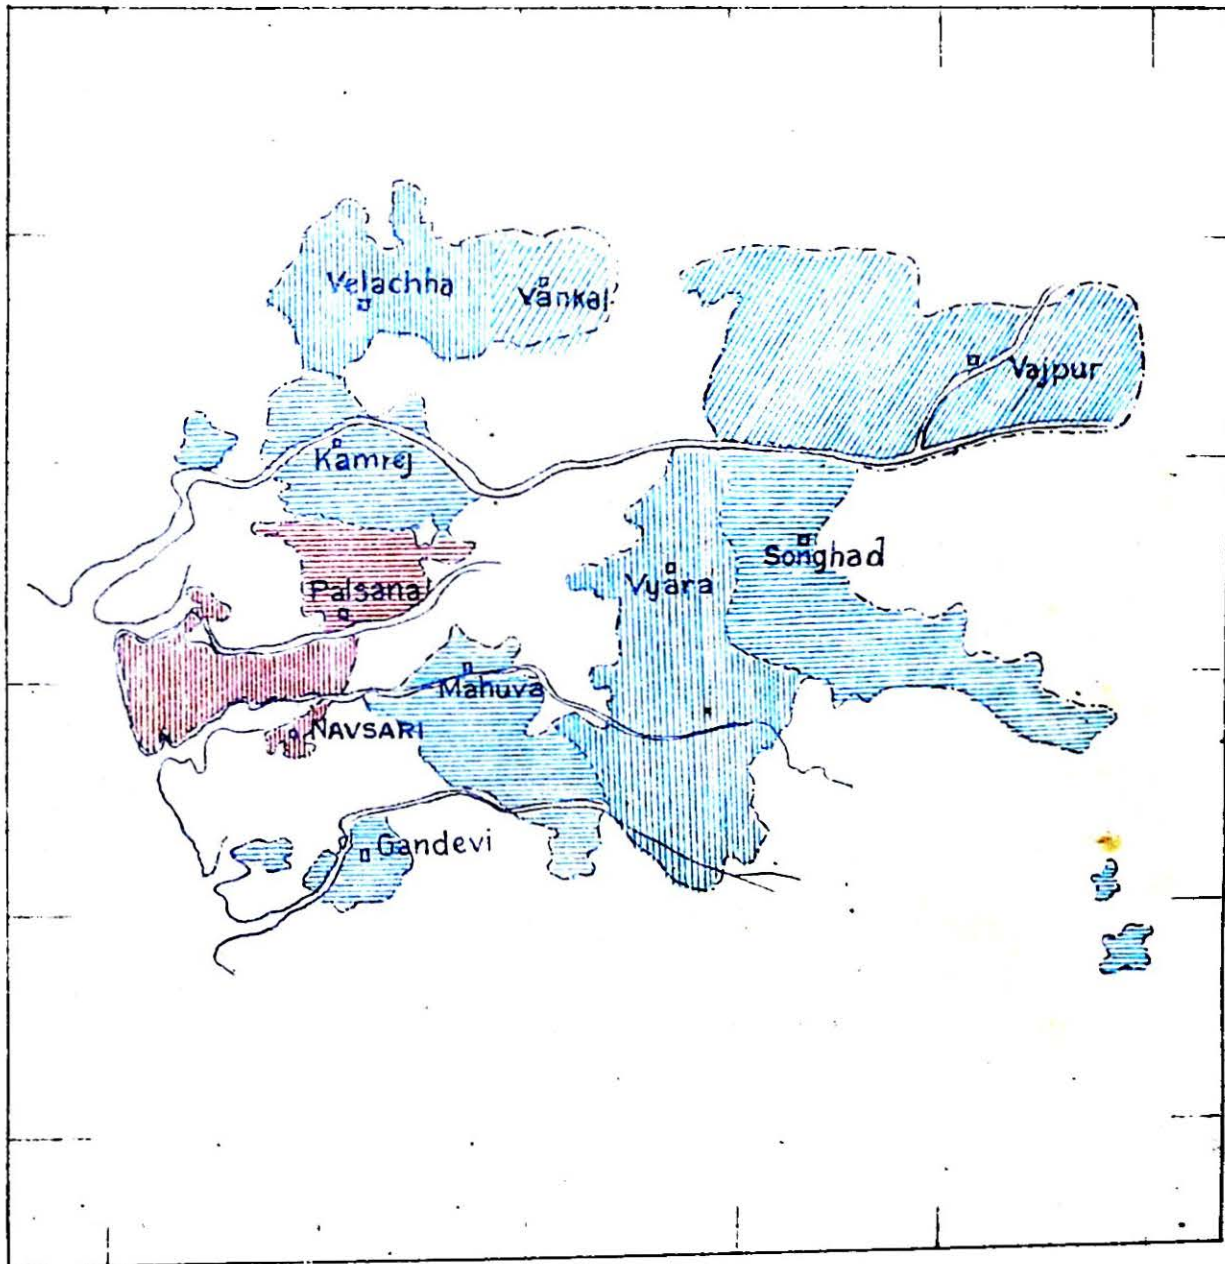 Velachha
Vankal
Vajpur
Kamrej
Songhad
Vyara
Palsana
Mahuva
NAVSARI
Gandevi